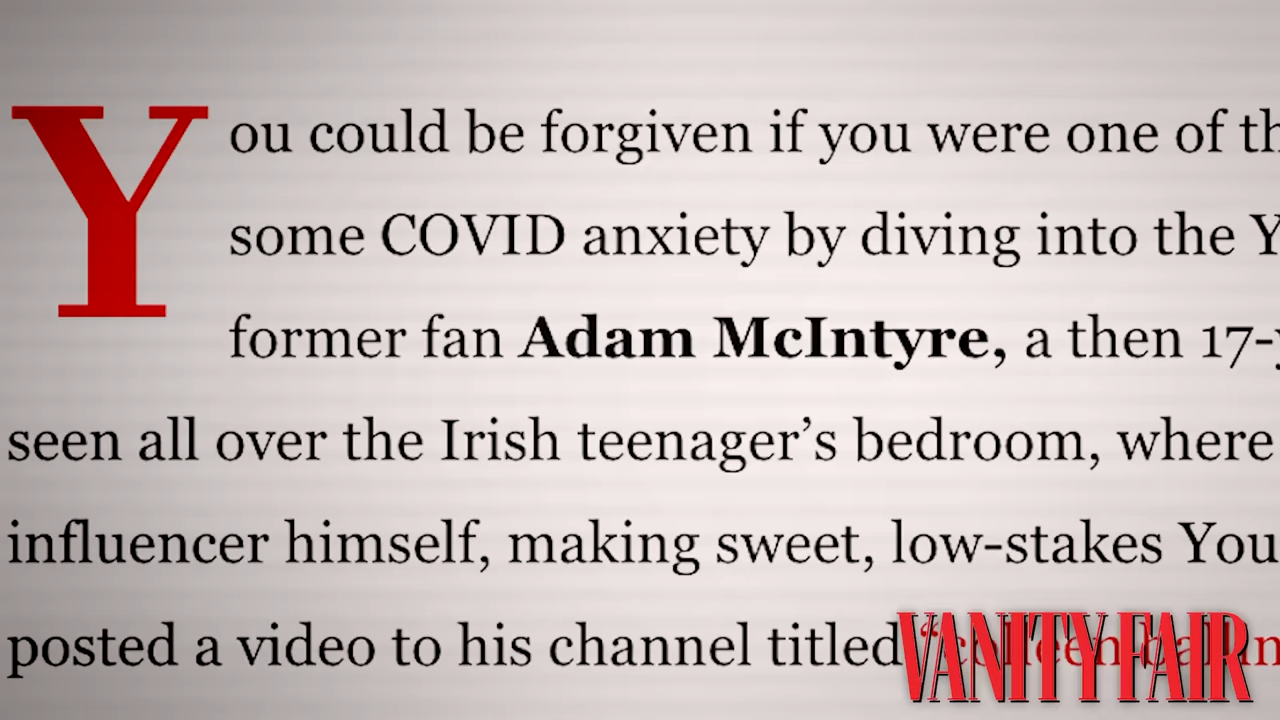 You could be forgiven if you were one of th
some COVID anxiety by diving into the Y
former fan Adam McIntyre, a then 17-y
seen all over the Irish teenager’s bedroom, where
influencer himself, making sweet, low-stakes You
posted a video to his channel titled “colleen
VANITY FAIR